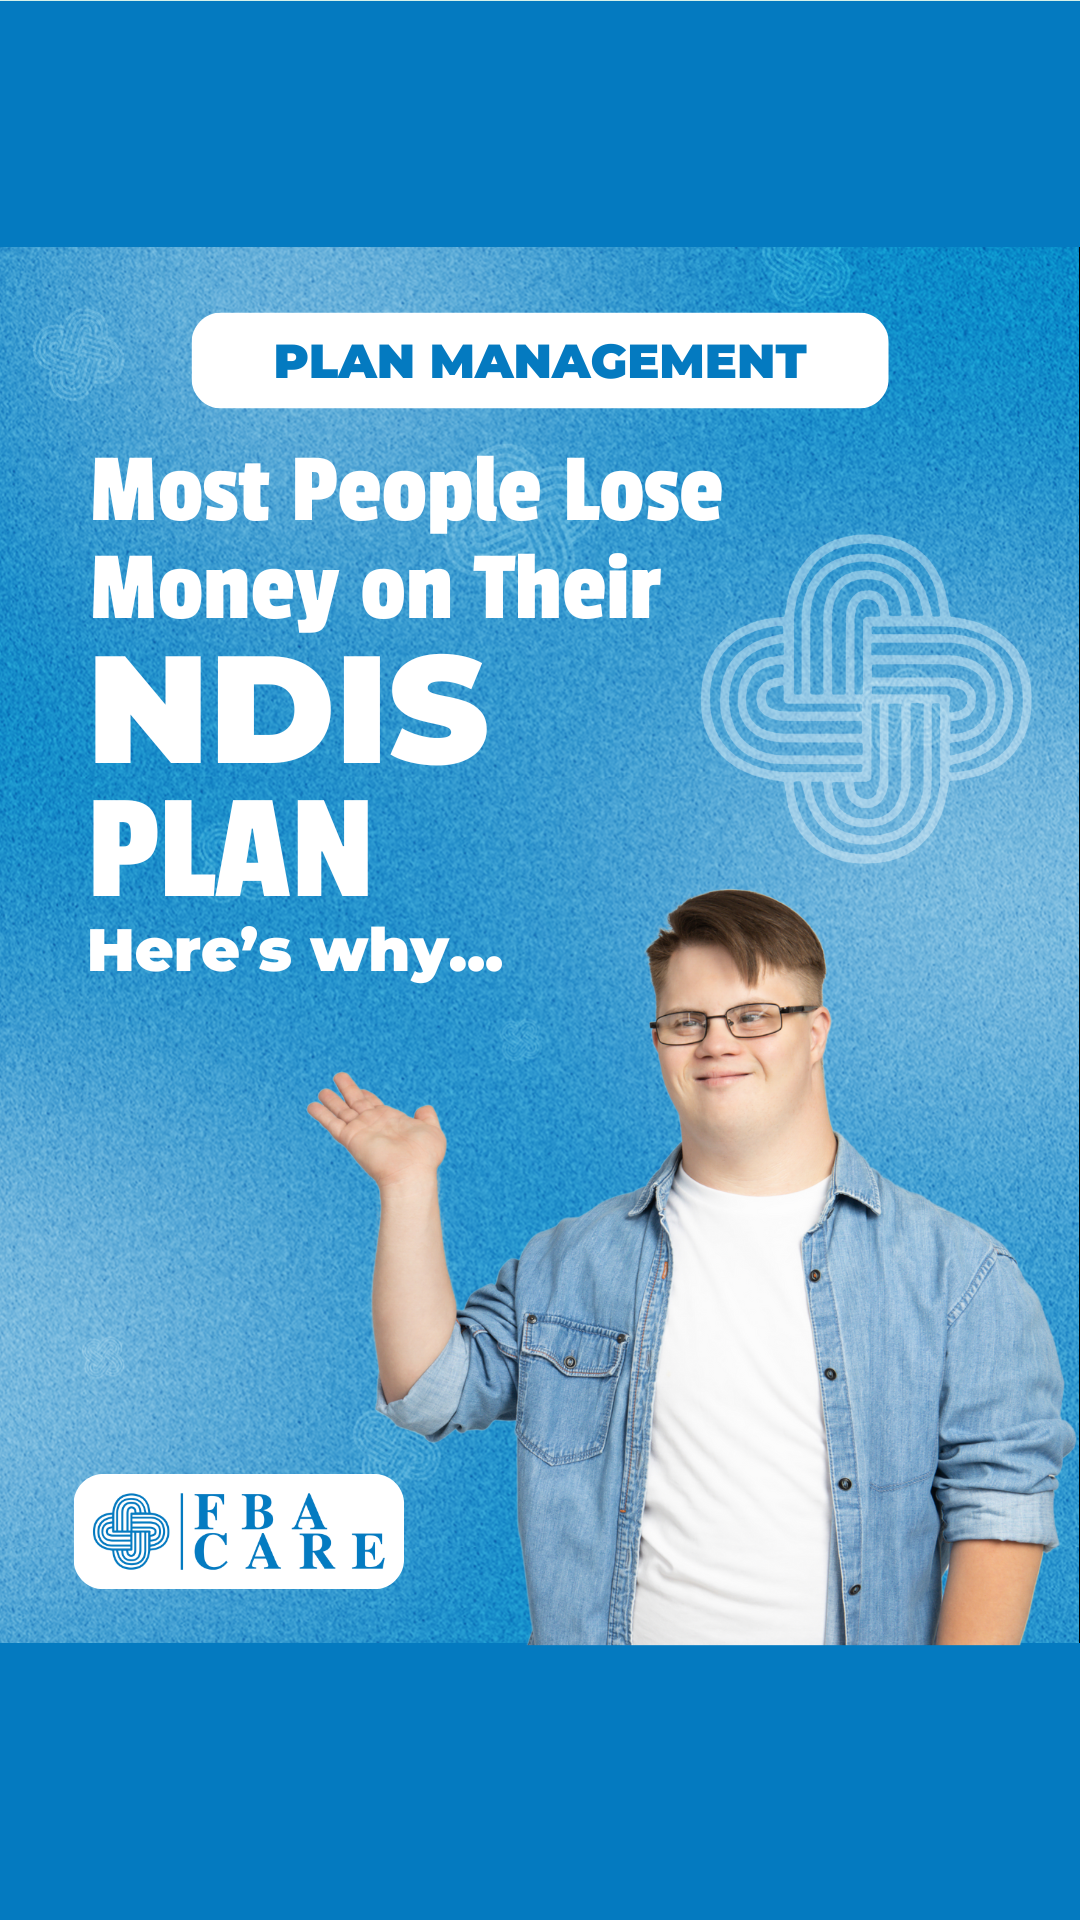 PLAN MANAGEMENT
Most People Lose
Money on Their
NDIS
PLAN
Here’s why...
FBA
CARE